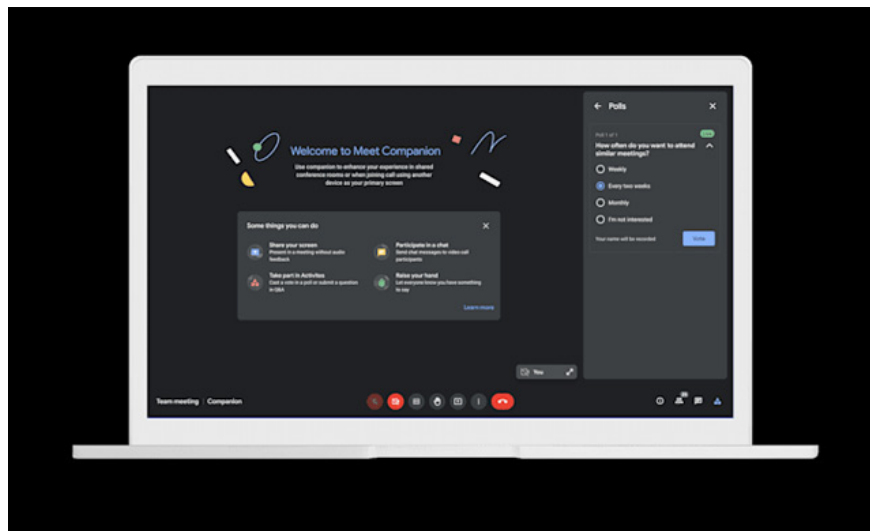 Welcome to Meet Companion
Use companion to enhance your experience in shared
conference rooms or when joining call using another
device as your primary screen
Some things you can do
Share your screen
Present in a meeting without audio
feedback
Participate in a chat
Send chat messages to video call
participants
Take part in Activites
Cast a vote in a poll or submit a question
in Q&A
Raise your hand
Let everyone know you have something
to say
Learn more
You
Team meeting | Companion
Polls
Poll 1 of 1
How often do you want to attend
similar meetings?
Weekly
Every two weeks
Monthly
I'm not interested
Your name will be recorded
Vote